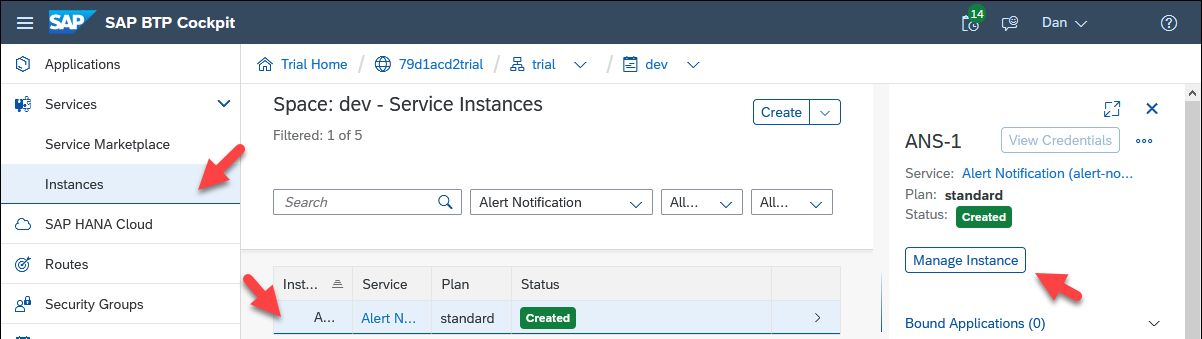 SAP SAP BTP Cockpit 14 Dan
Applications
Services
Service Marketplace
Instances
SAP HANA Cloud
Routes
Security Groups
Trial Home / 79d1acd2trial / trial / dev
Space: dev - Service Instances
Create
Filtered: 1 of 5
Search Alert Notification All... All...
Inst... Service Plan Status
A... Alert N... standard Created
ANS-1 View Credentials
Service: Alert Notification (alert-no...
Plan: standard
Status: Created
Manage Instance
Bound Applications (0)